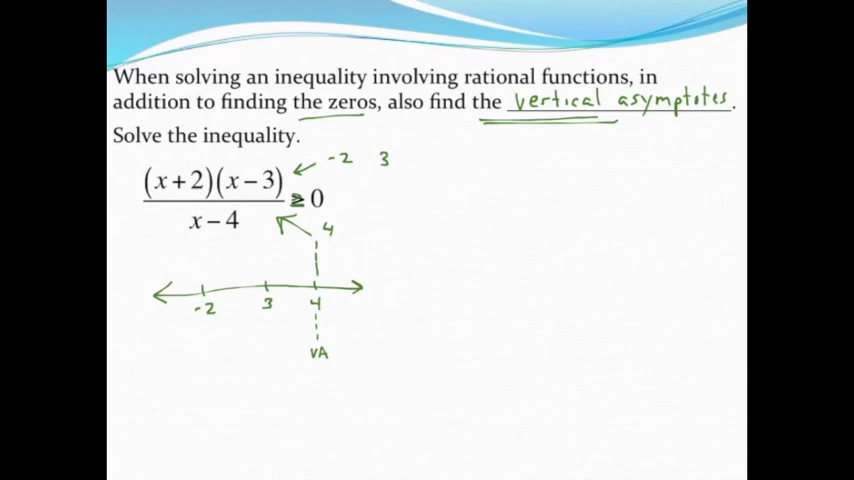 When solving an inequality involving rational functions, in
addition to finding the zeros, also find the vertical asymptotes.
Solve the inequality.
-2 3
(x + 2)(x − 3)
≥ 0
x − 4
4
-2 3 4
VA